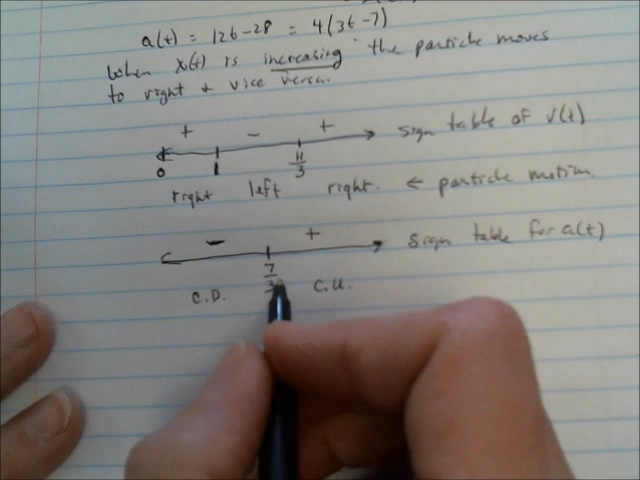 a(t) = 12t-28 = 4(3t-7)
When x(t) is increasing the particle moves
to right + vice versa.
+ - + sign table of v(t)
0 1 11/3
right left right. ← particle motion
- + sign table for a(t)
7/3
C.D. C.U.